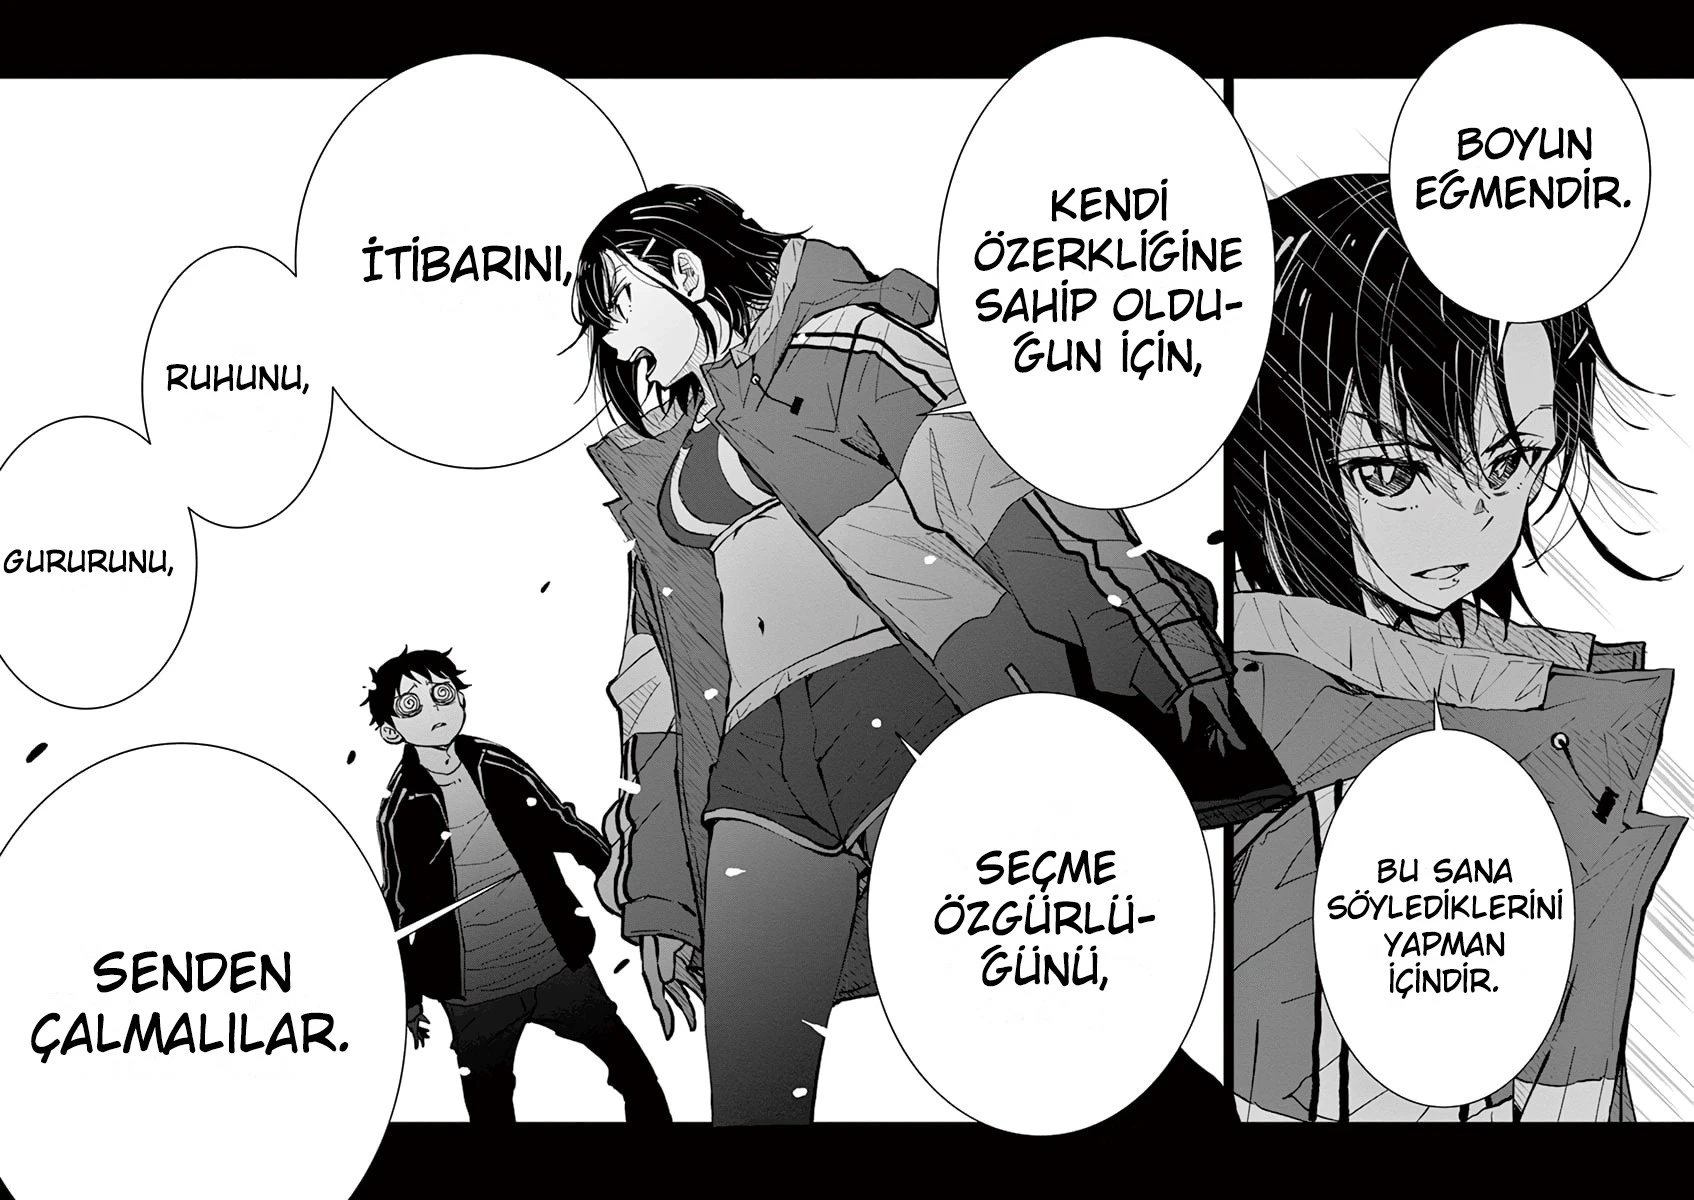 BOYUN
EĞMENDİR.
BU SANA
SÖYLEDİKLERİNİ
YAPMAN
İÇİNDİR.
KENDİ
ÖZERKLİĞİNE
SAHİP OLDU-
ĞUN İÇİN,
SEÇME
ÖZGÜRLÜ-
ĞÜNÜ,
İTİBARINI,
RUHUNU,
GURURUNU,
SENDEN
ÇALMALILAR.